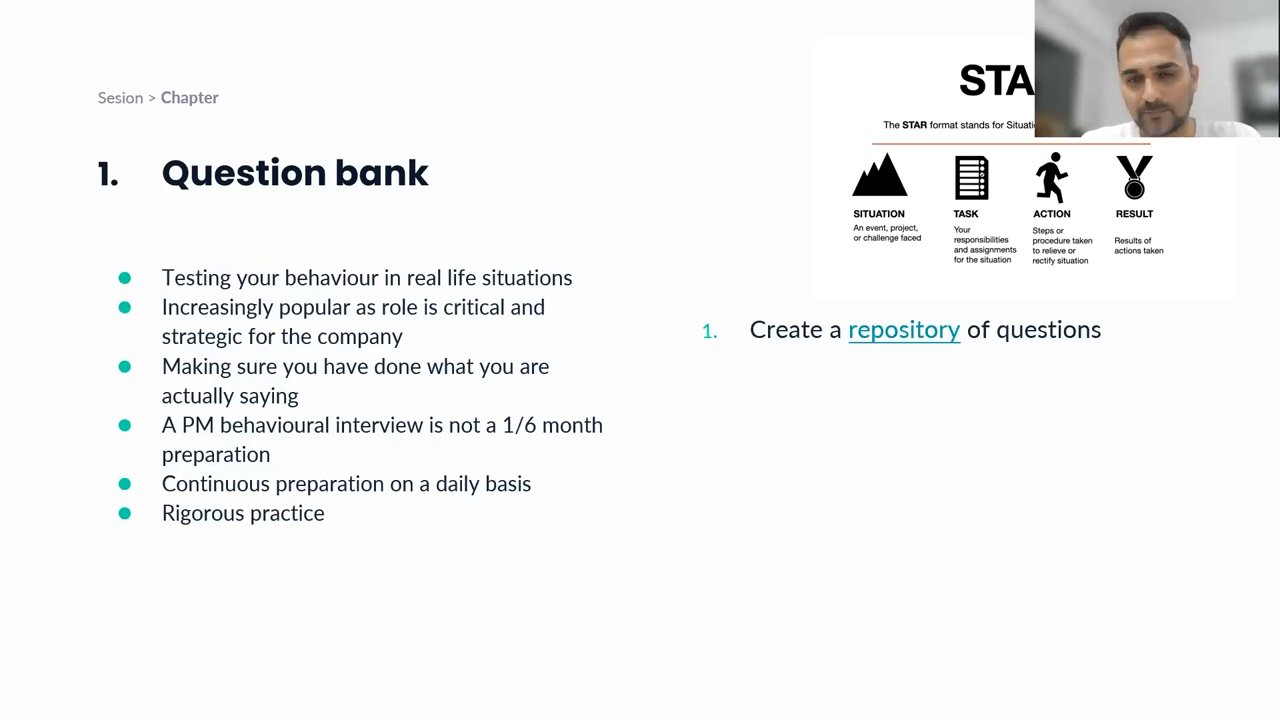 Sesion > Chapter
1. Question bank
Testing your behaviour in real life situations
Increasingly popular as role is critical and
strategic for the company
Making sure you have done what you are
actually saying
A PM behavioural interview is not a 1/6 month
preparation
Continuous preparation on a daily basis
Rigorous practice
STA
The STAR format stands for
SITUATION
An event, project,
or challenge faced
TASK
Your
responsibilities
and assignments
for the situation
ACTION
Steps or
procedure taken
to relieve or
rectify situation
RESULT
Results of
actions taken
1. Create a repository of questions